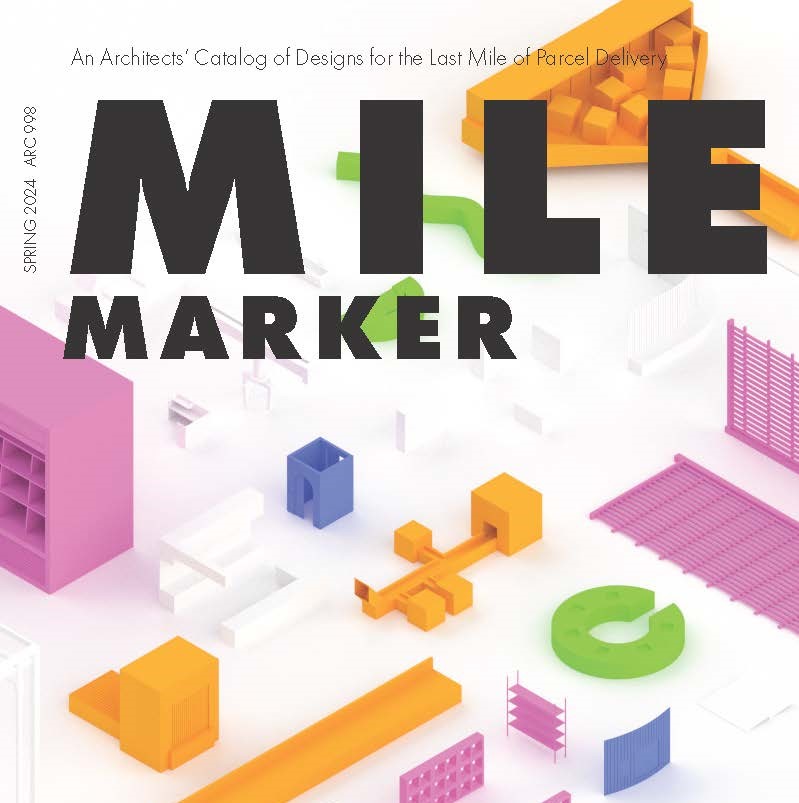 An Architects’ Catalog of Designs for the Last Mile of Parcel Delivery
MILE
MARKER
SPRING 2024 ARC 998